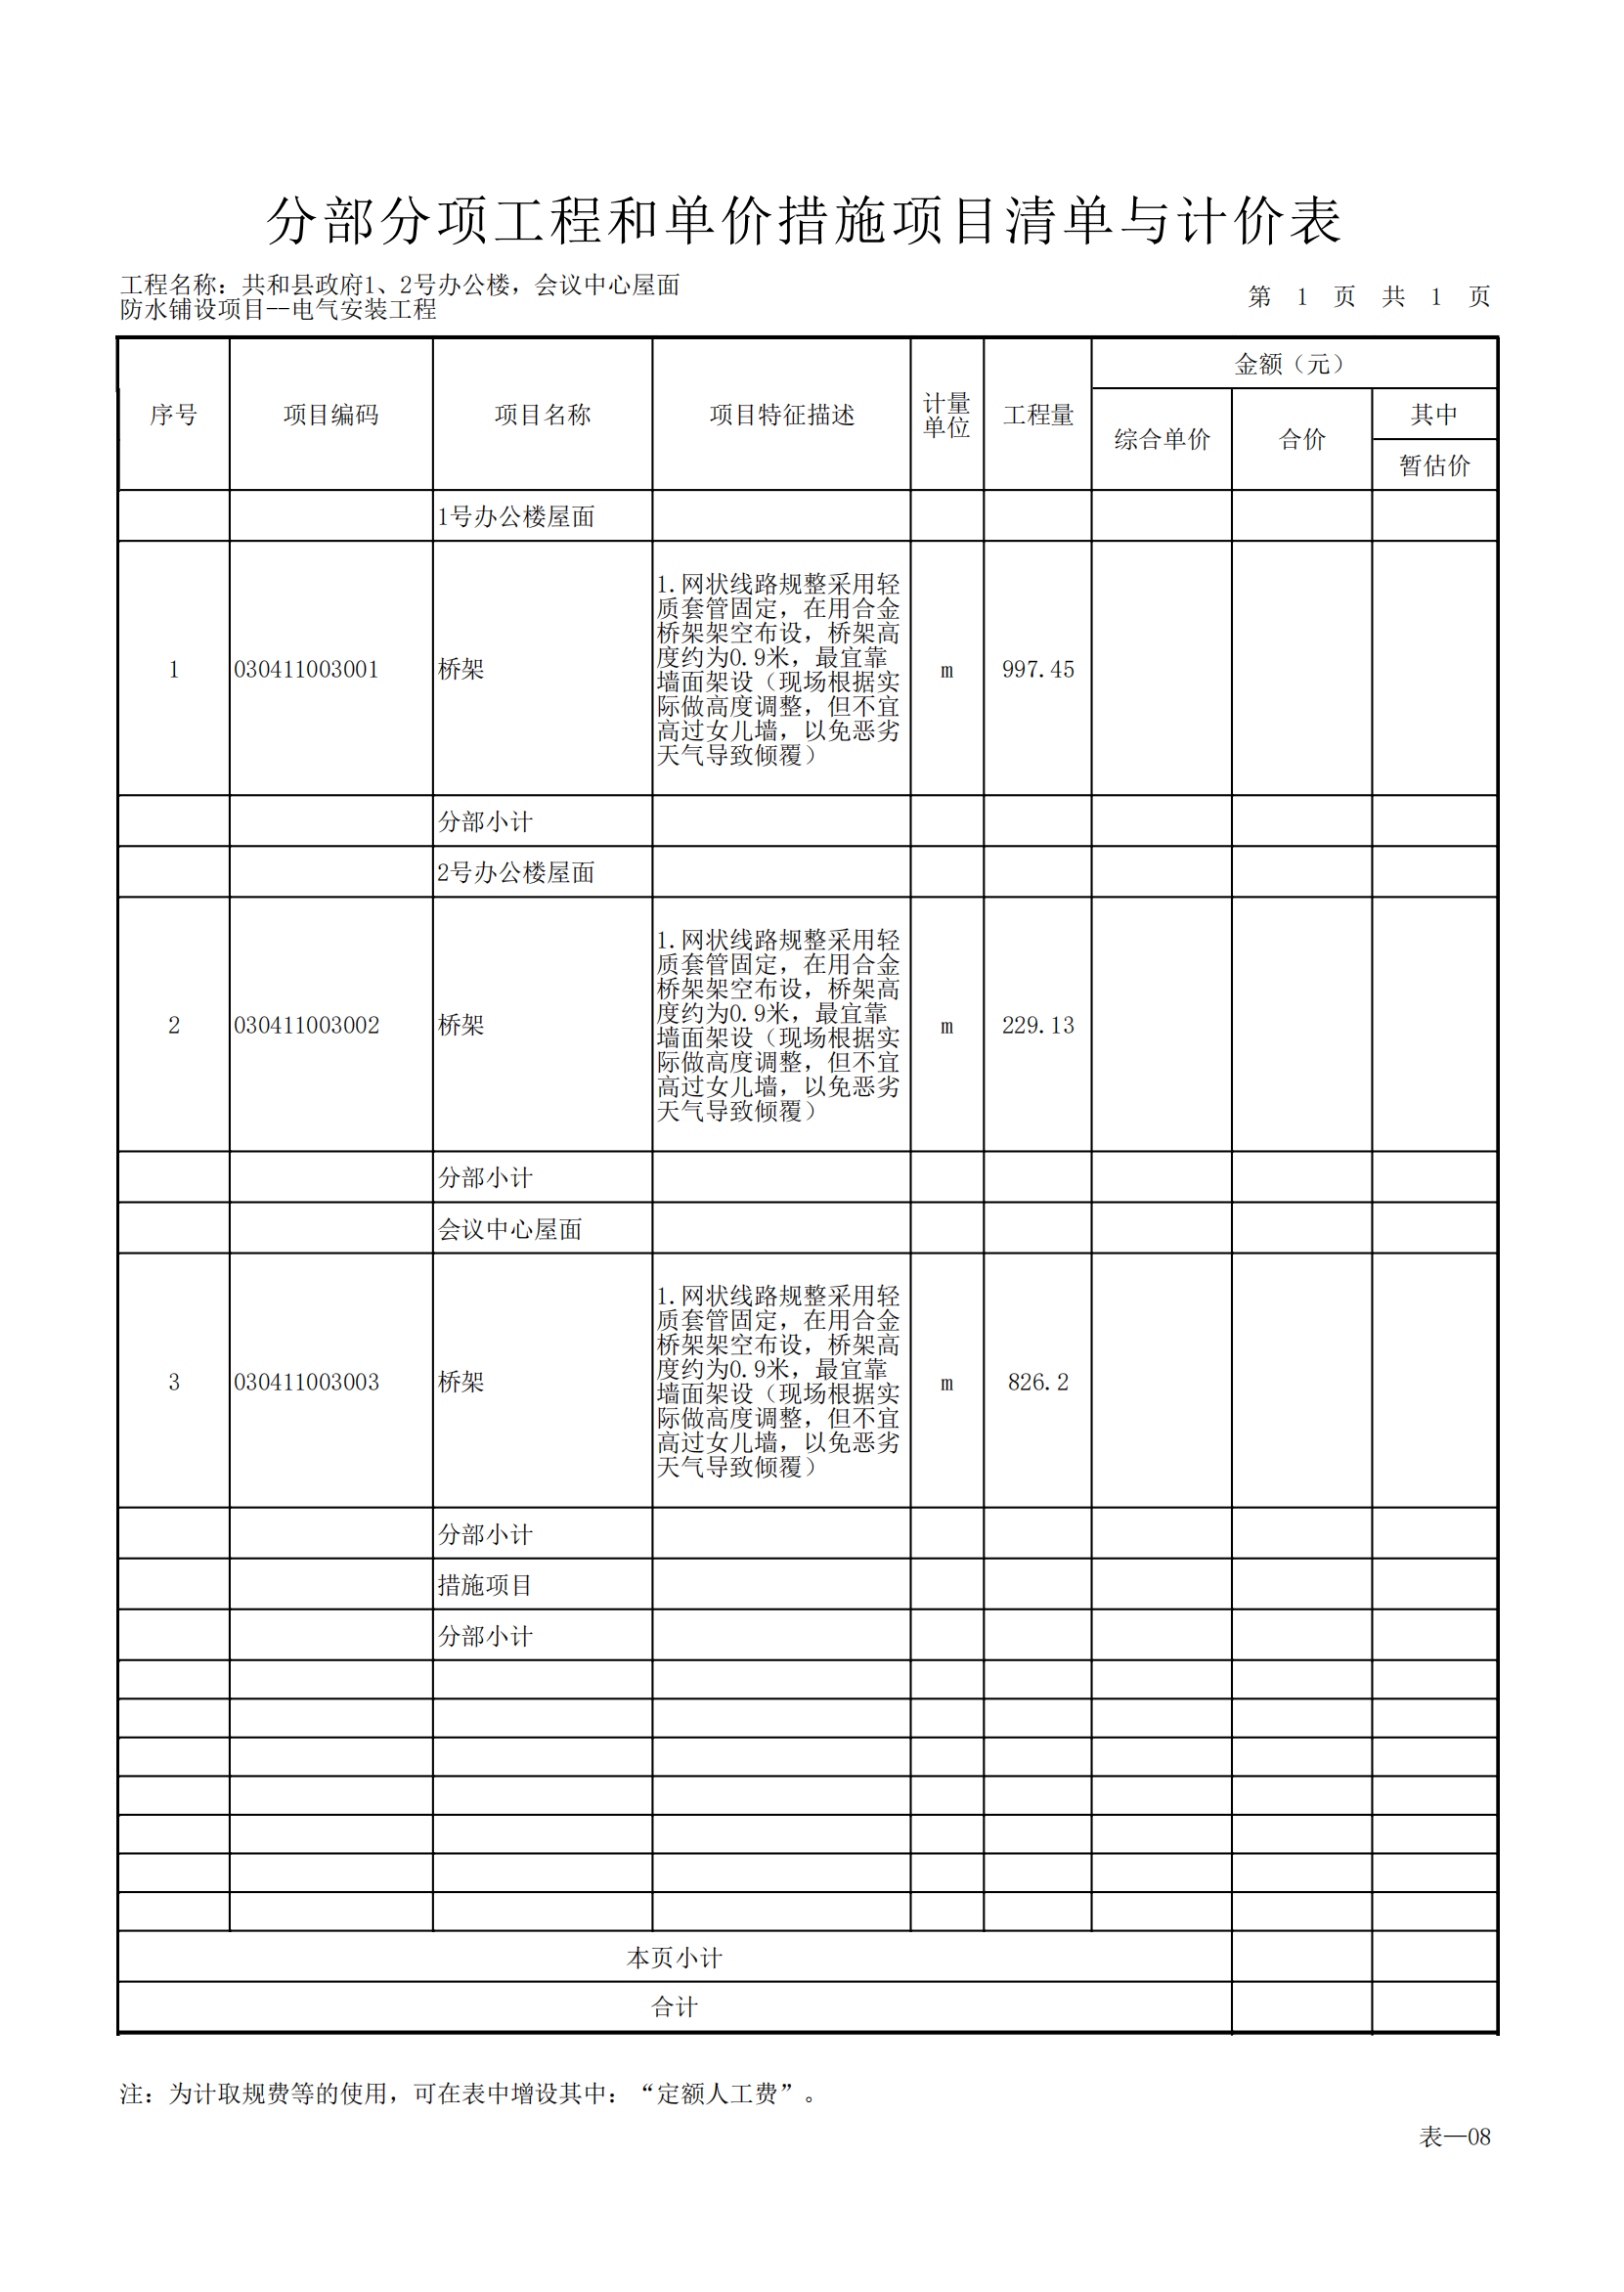 分部分项工程和单价措施项目清单与计价表
工程名称：共和县政府1、2号办公楼，会议中心屋面
防水铺设项目--电气安装工程
第 1 页 共 1 页
序号
项目编码
项目名称
项目特征描述
计量
单位
工程量
金额（元）
综合单价
合价
其中
暂估价
1号办公楼屋面
1
030411003001
桥架
1.网状线路规整采用轻
质套管固定，在用合金
桥架架空布设，桥架高
度约为0.9米，最宜靠
墙面架设（现场根据实
际做高度调整，但不宜
高过女儿墙，以免恶劣
天气导致倾覆）
m
997.45
分部小计
2号办公楼屋面
2
030411003002
桥架
1.网状线路规整采用轻
质套管固定，在用合金
桥架架空布设，桥架高
度约为0.9米，最宜靠
墙面架设（现场根据实
际做高度调整，但不宜
高过女儿墙，以免恶劣
天气导致倾覆）
m
229.13
分部小计
会议中心屋面
3
030411003003
桥架
1.网状线路规整采用轻
质套管固定，在用合金
桥架架空布设，桥架高
度约为0.9米，最宜靠
墙面架设（现场根据实
际做高度调整，但不宜
高过女儿墙，以免恶劣
天气导致倾覆）
m
826.2
分部小计
措施项目
分部小计
本页小计
合计
注：为计取规费等的使用，可在表中增设其中：“定额人工费”。
表—08